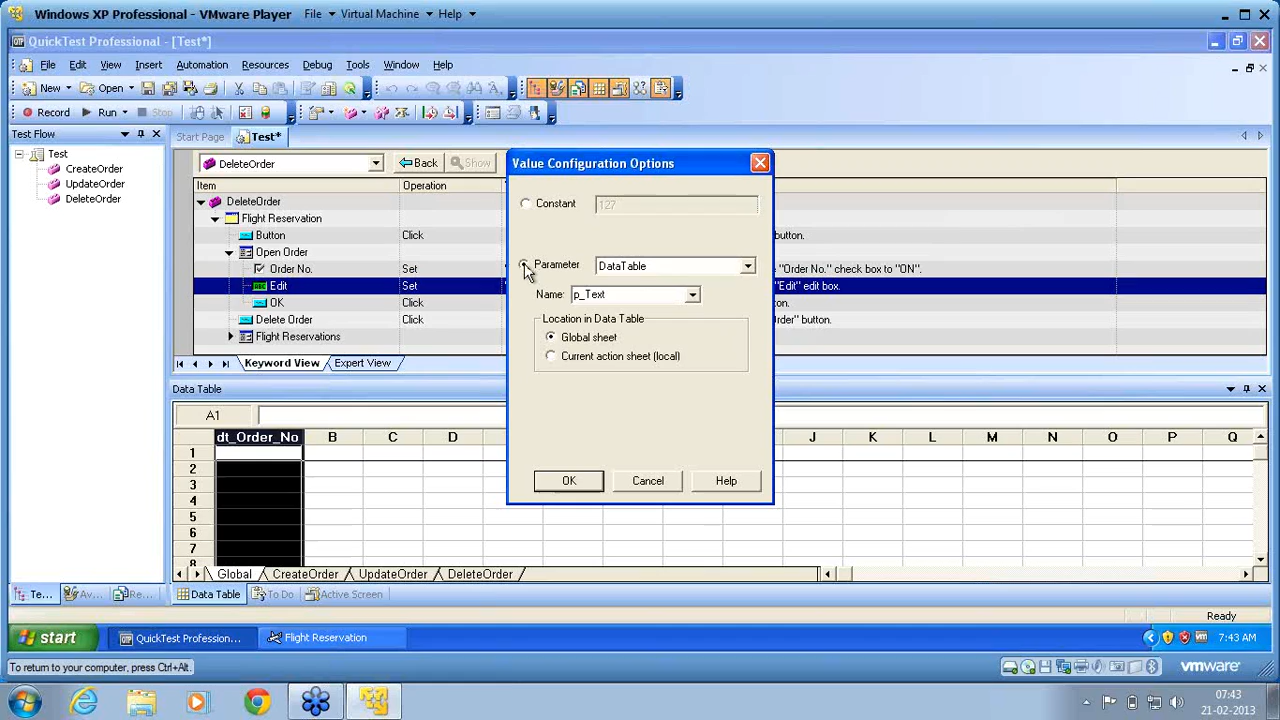 Windows XP Professional - VMware Player File Virtual Machine Help
QuickTest Professional - [Test*]
File Edit View Insert Automation Resources Debug Tools Window Help
New Open
Record Run Stop
Test Flow
Start Page Test*
Test
CreateOrder
UpdateOrder
DeleteOrder
DeleteOrder Back Show
Item Operation
DeleteOrder
Flight Reservation
Button Click
Open Order
Order No. Set "Order No." check box to "ON".
Edit Set "Edit" edit box.
OK Click
Delete Order Click
Flight Reservations
Keyword View Expert View
Value Configuration Options
Constant 127
Parameter DataTable
Name: p_Text
Location in Data Table
Global sheet
Current action sheet (local)
OK Cancel Help
Data Table
A1
dt_Order_No B C D J K L M N O P Q
1
2
3
4
5
6
7
8
Global CreateOrder UpdateOrder DeleteOrder
Te... Av... Re... Data Table To Do Active Screen
Ready
start QuickTest Profession... Flight Reservation 7:43 AM
To return to your computer, press Ctrl+Alt. vmware
07:43
21-02-2013